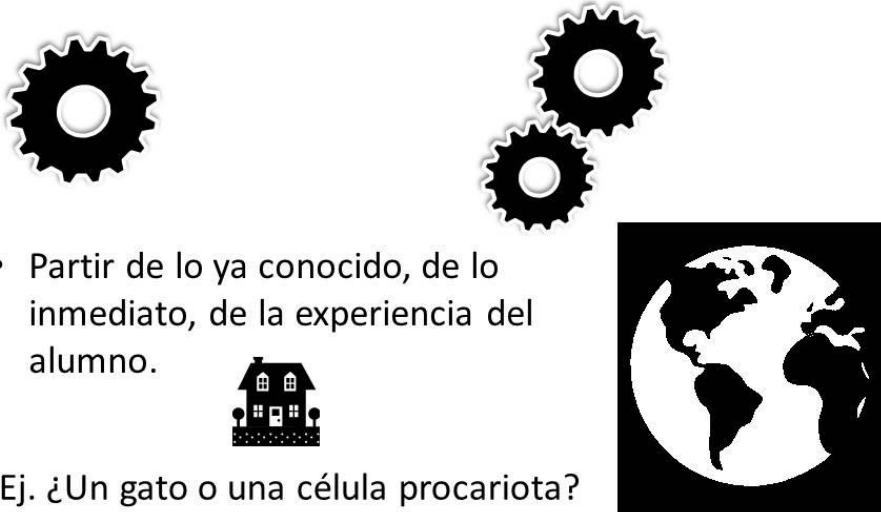 • Partir de lo ya conocido, de lo
inmediato, de la experiencia del
alumno.
Ej. ¿Un gato o una célula procariota?